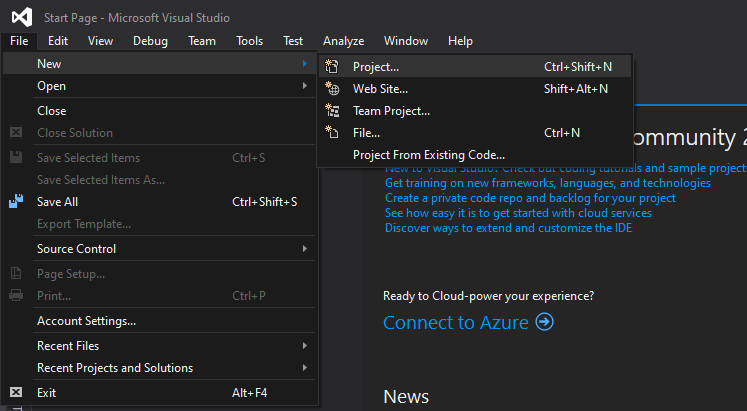 Start Page - Microsoft Visual Studio
File Edit View Debug Team Tools Test Analyze Window Help
New
Open
Close
Close Solution
Save Selected Items Ctrl+S
Save Selected Items As...
Save All Ctrl+Shift+S
Export Template...
Source Control
Page Setup...
Print... Ctrl+P
Account Settings...
Recent Files
Recent Projects and Solutions
Exit Alt+F4
Project... Ctrl+Shift+N
Web Site... Shift+Alt+N
Team Project...
File... Ctrl+N
Project From Existing Code...
ommunity 2
New to Visual Studio? Check out coding tutorials and sample projects
Get training on new frameworks, languages, and technologies
Create a private code repo and backlog for your project
See how easy it is to get started with cloud services
Discover ways to extend and customize the IDE
Ready to Cloud-power your experience?
Connect to Azure
News